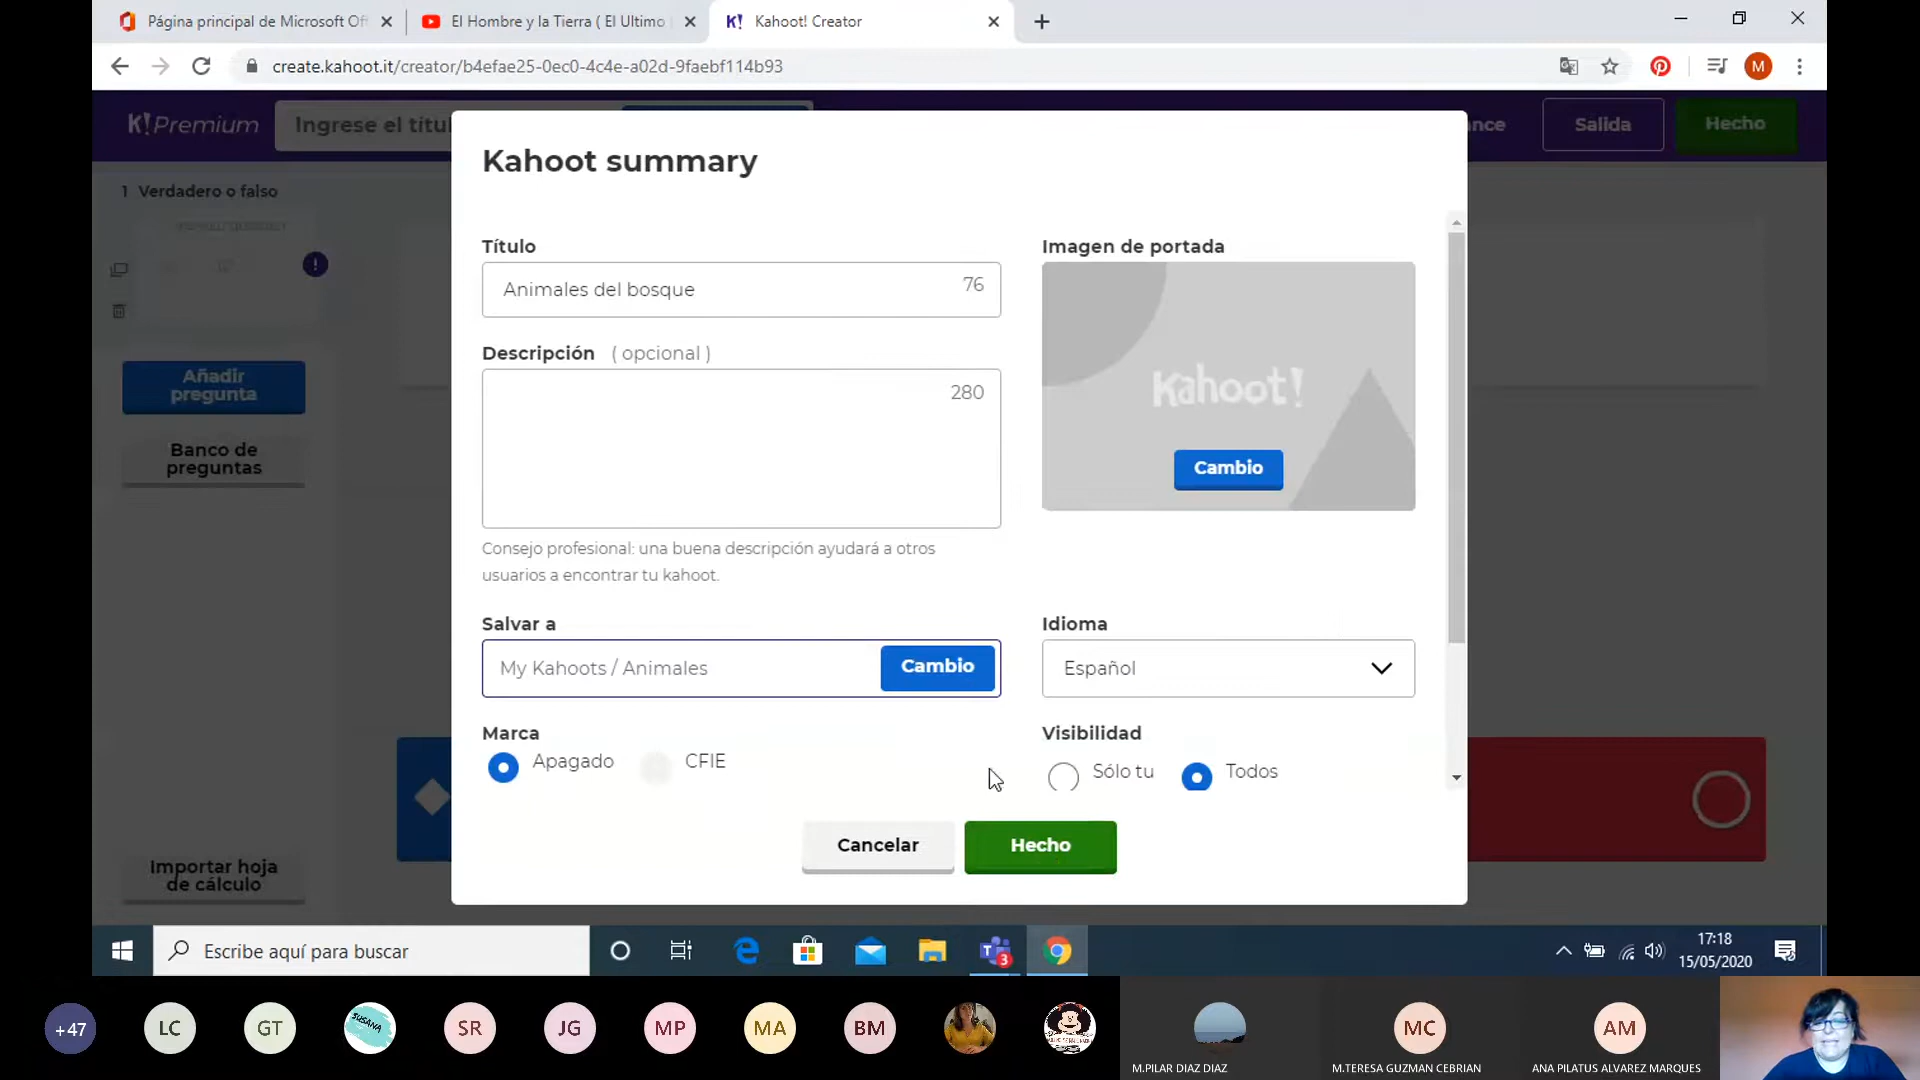 Página principal de Microsoft Of
El Hombre y la Tierra ( El Ultimo
K! Kahoot! Creator
create.kahoot.it/creator/b4efae25-0ec0-4c4e-a02d-9faebf114b93
M
K! Premium
Ingrese el títu
nce
Salida
Hecho
1 Verdadero o falso
Añadir
pregunta
Banco de
preguntas
Importar hoja
de cálculo
Kahoot summary
Título
Animales del bosque
76
Descripción ( opcional )
280
Consejo profesional: una buena descripción ayudará a otros
usuarios a encontrar tu kahoot.
Imagen de portada
Kahoot!
Cambio
Salvar a
My Kahoots / Animales
Cambio
Idioma
Español
Marca
Apagado
CFIE
Visibilidad
Sólo tu
Todos
Cancelar
Hecho
Escribe aquí para buscar
3
17:18
15/05/2020
+47
LC
GT
SUSANA
SR
JG
MP
MA
BM
MC
AM
M.PILAR DIAZ DIAZ
M.TERESA GUZMAN CEBRIAN
ANA PILATUS ALVAREZ MARQUES